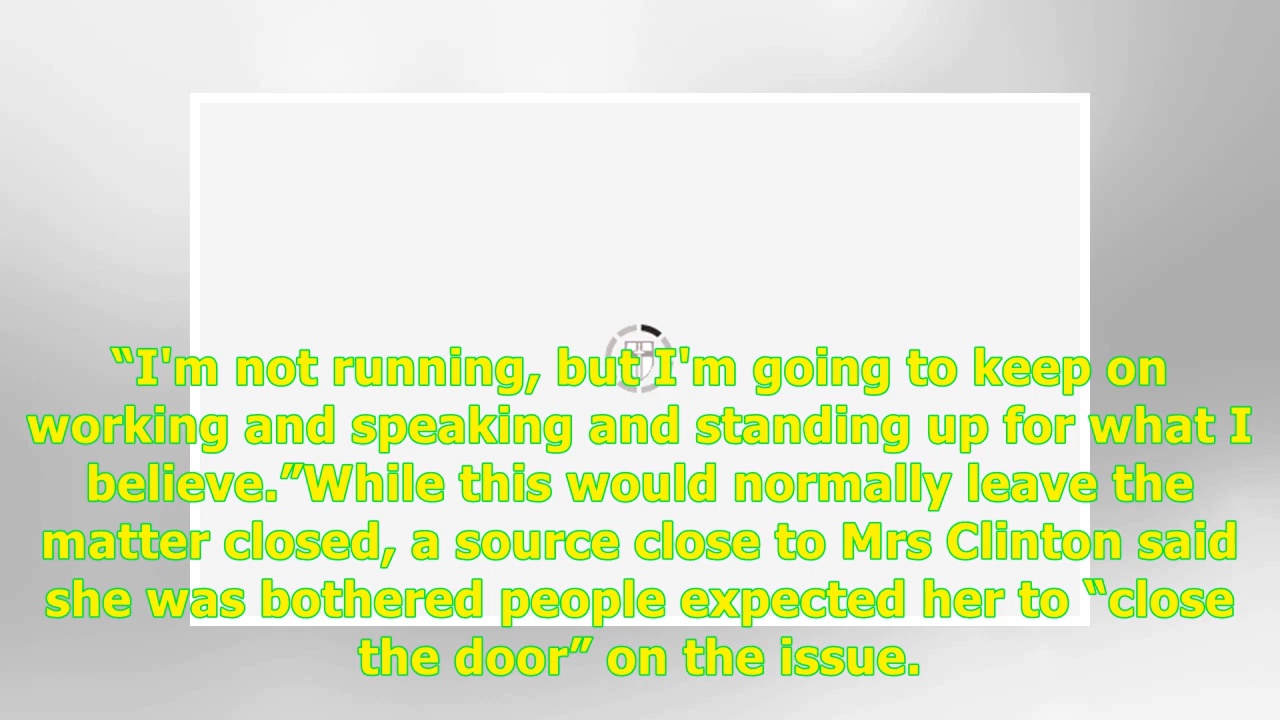 “I'm not running, but I'm going to keep on
working and speaking and standing up for what I
believe.”While this would normally leave the
matter closed, a source close to Mrs Clinton said
she was bothered people expected her to “close
the door” on the issue.